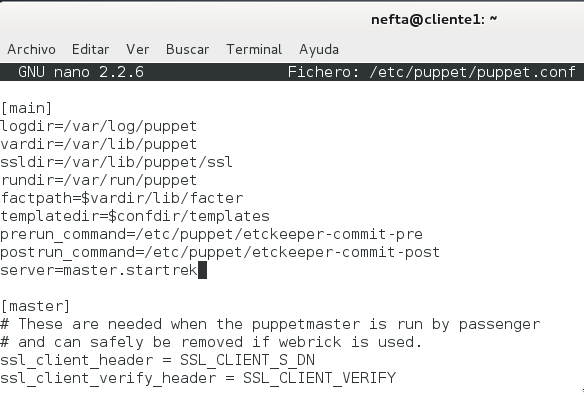 nefta@cliente1: ~
Archivo Editar Ver Buscar Terminal Ayuda
GNU nano 2.2.6 Fichero: /etc/puppet/puppet.conf
[main]
logdir=/var/log/puppet
vardir=/var/lib/puppet
ssldir=/var/lib/puppet/ssl
rundir=/var/run/puppet
factpath=$vardir/lib/facter
templatedir=$confdir/templates
prerun_command=/etc/puppet/etckeeper-commit-pre
postrun_command=/etc/puppet/etckeeper-commit-post
server=master.startrek
[master]
# These are needed when the puppetmaster is run by passenger
# and can safely be removed if webrick is used.
ssl_client_header = SSL_CLIENT_S_DN
ssl_client_verify_header = SSL_CLIENT_VERIFY